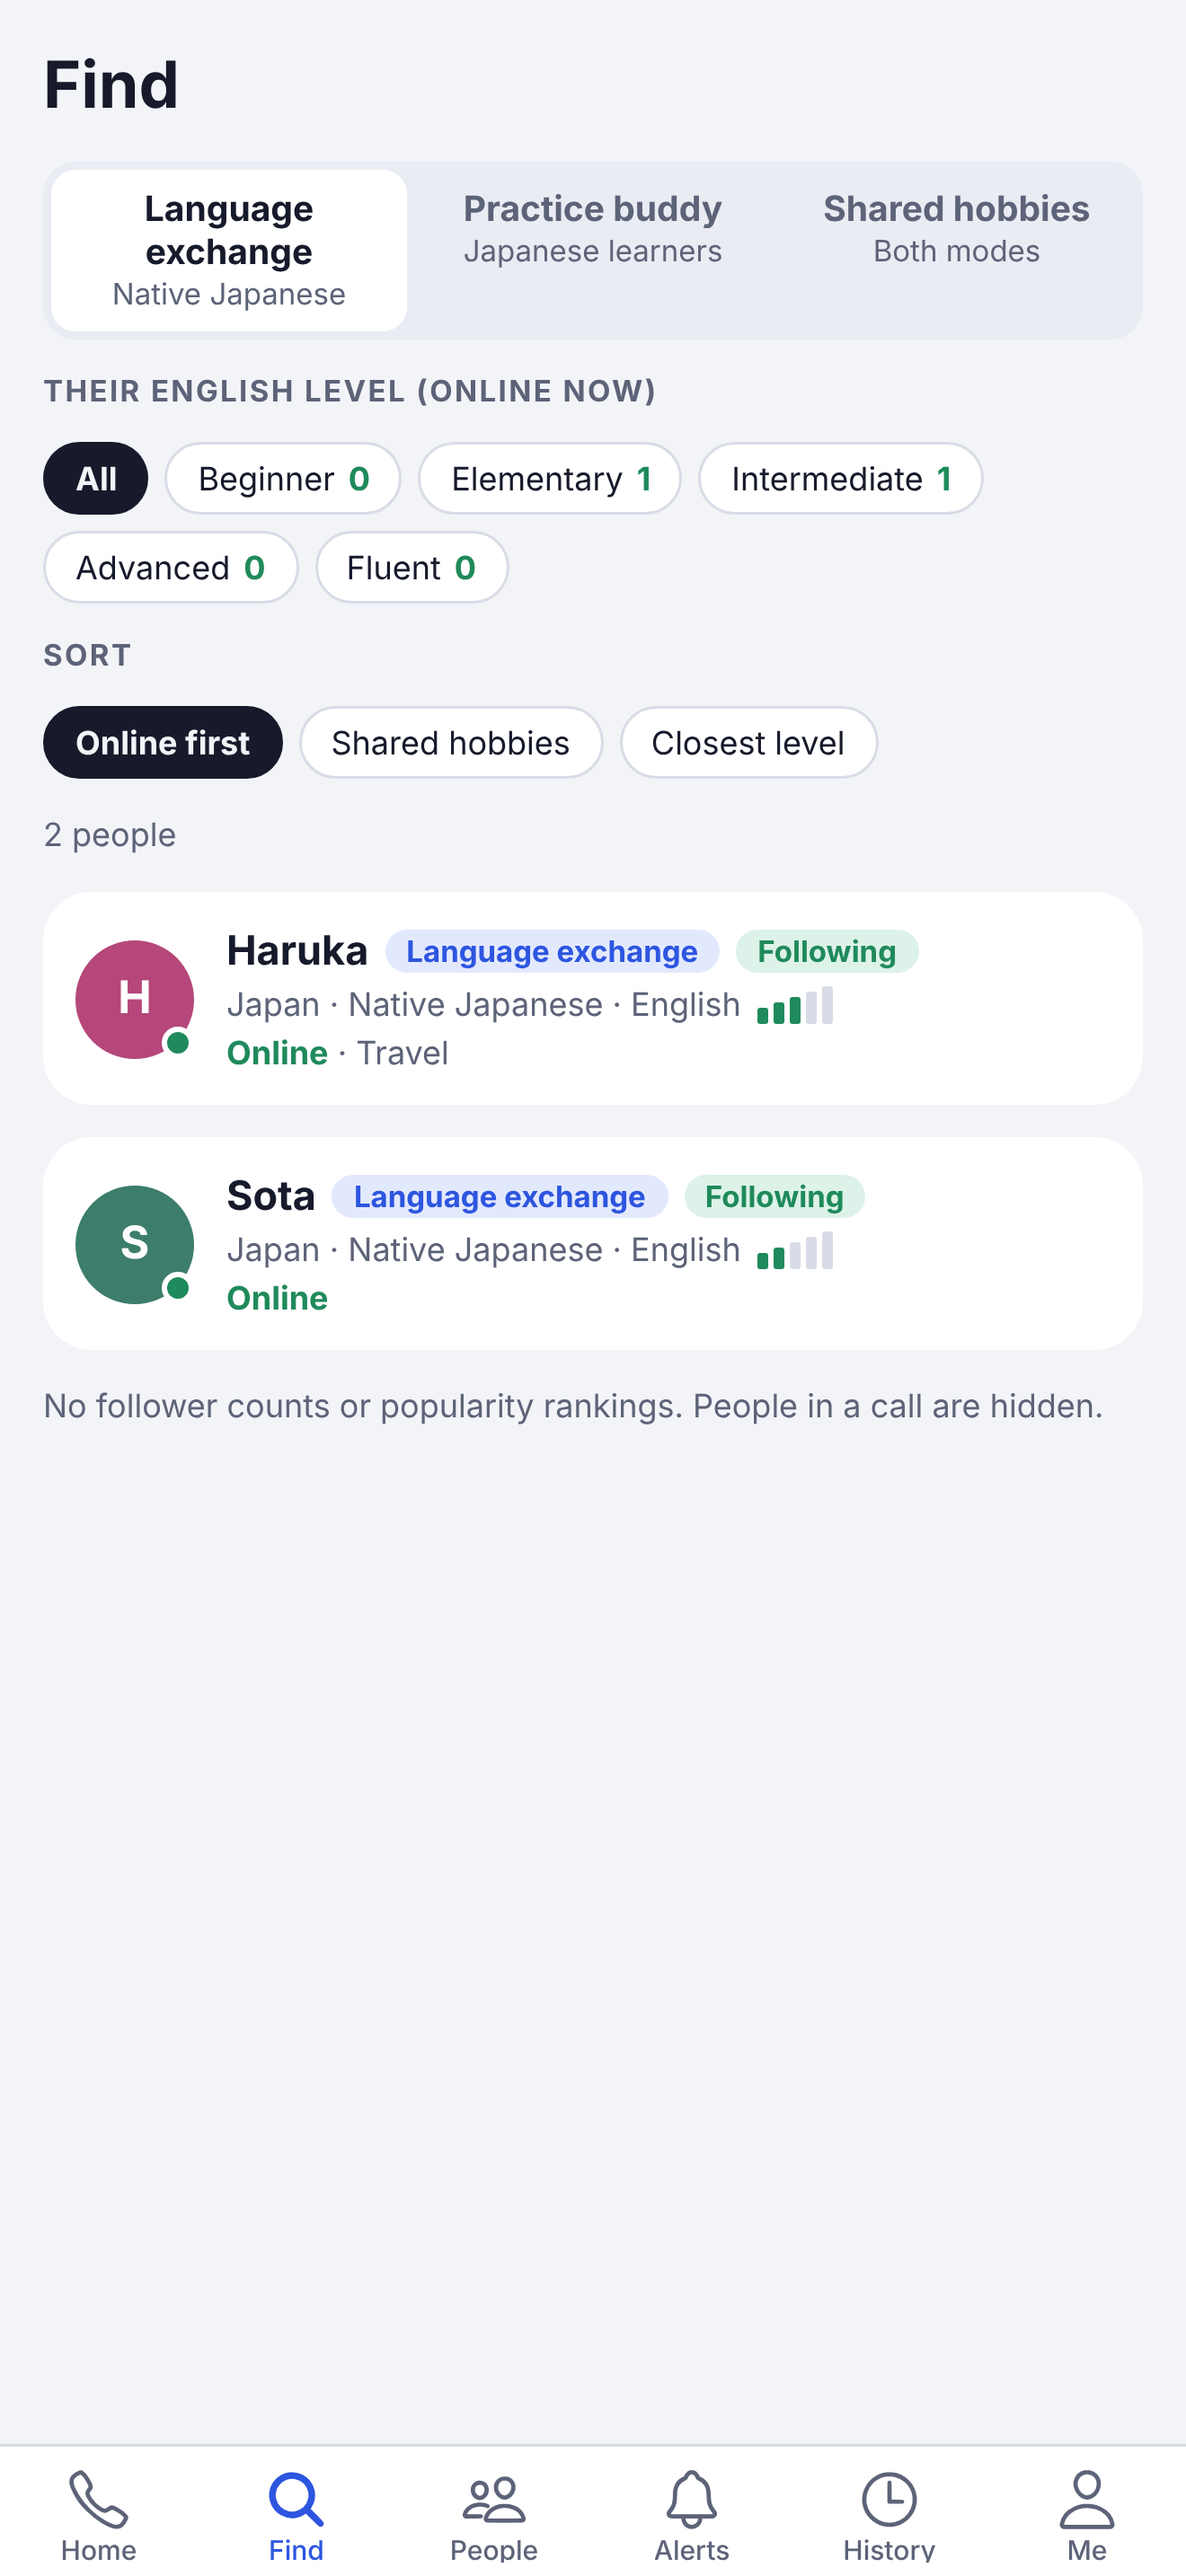 Find
Language
exchange
Native Japanese
Practice buddy
Japanese learners
Shared hobbies
Both modes
THEIR ENGLISH LEVEL (ONLINE NOW)
All
Beginner 0
Elementary 1
Intermediate 1
Advanced 0
Fluent 0
SORT
Online first
Shared hobbies
Closest level
2 people
H
Haruka Language exchange Following
Japan · Native Japanese · English
Online · Travel
S
Sota Language exchange Following
Japan · Native Japanese · English
Online
No follower counts or popularity rankings. People in a call are hidden.
Home
Find
People
Alerts
History
Me